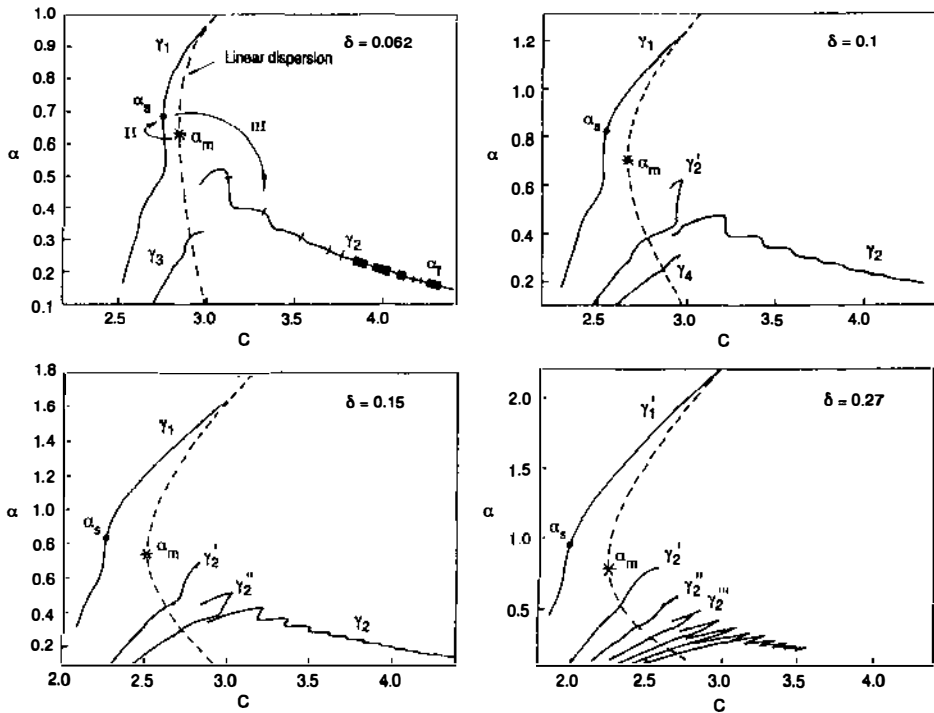 1.0
0.9
0.8
0.7
0.6
0.5
0.4
0.3
0.2
0.1
α
γ1
Linear dispersion
δ = 0.062
αs
II
αm
III
γ3
γ2
αT
2.5 3.0 3.5 4.0
C
1.2
1.0
0.8
0.6
0.4
0.2
α
γ1
δ = 0.1
αs
αm
γ2'
γ4
γ2
2.5 3.0 3.5 4.0
C
1.8
1.6
1.4
1.2
1.0
0.8
0.6
0.4
0.2
α
γ1
δ = 0.15
αs
αm
γ2'
γ2''
γ2
2.0 2.5 3.0 3.5 4.0
C
2.0
1.5
1.0
0.5
α
γ1'
δ = 0.27
αs
αm
γ2'
γ2''
γ2'''
2.0 2.5 3.0 3.5 4.0
C